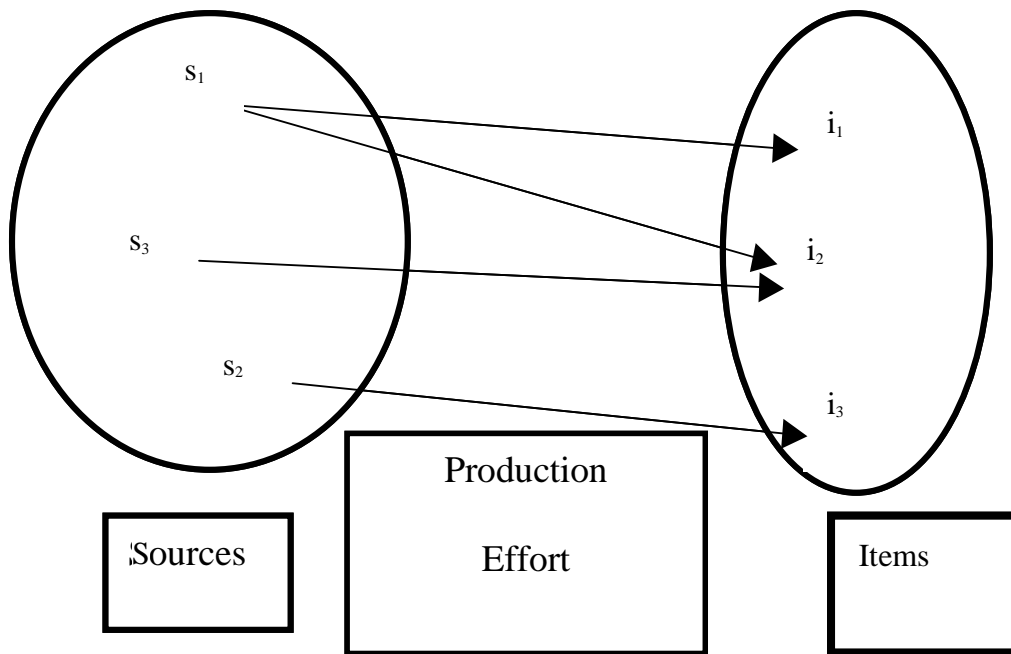 s₁
i₁
s₃
i₂
s₂
i₃
Production
Effort
Sources
Items